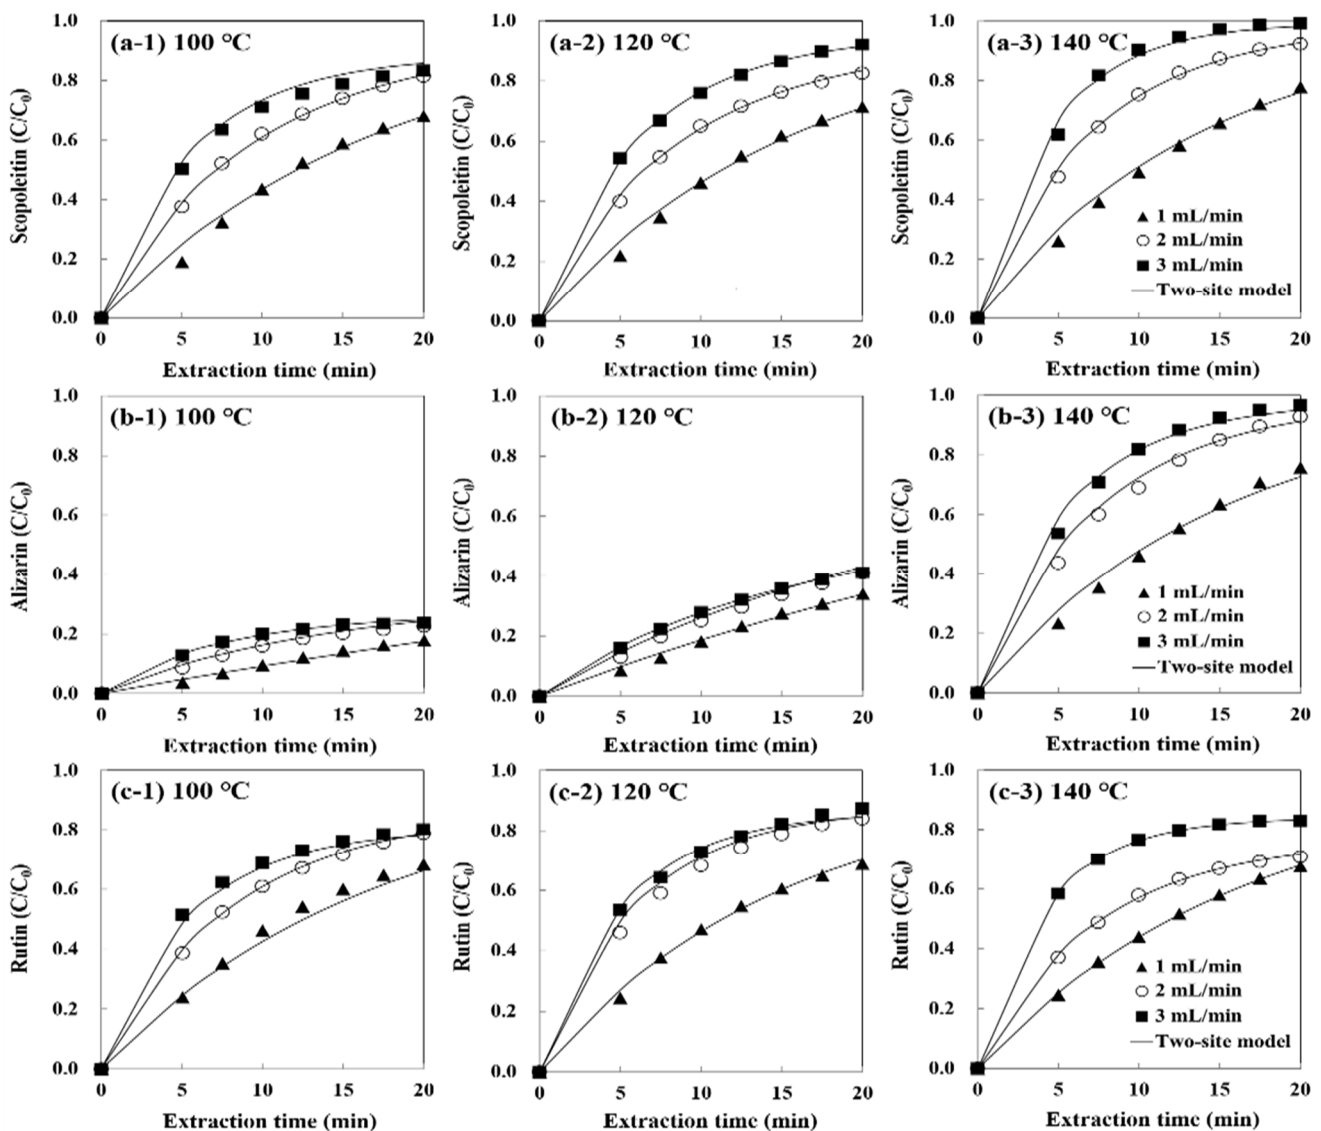 (a-1) 100 °C
Scopoletin (C/C0)
1.0
0.8
0.6
0.4
0.2
0.0
0 5 10 15 20
Extraction time (min)
(a-2) 120 °C
Scopoletin (C/C0)
1.0
0.8
0.6
0.4
0.2
0.0
0 5 10 15 20
Extraction time (min)
(a-3) 140 °C
Scopoletin (C/C0)
1.0
0.8
0.6
0.4
0.2
0.0
0 5 10 15 20
1 mL/min
2 mL/min
3 mL/min
Two-site model
Extraction time (min)
(b-1) 100 °C
Alizarin (C/C0)
1.0
0.8
0.6
0.4
0.2
0.0
0 5 10 15 20
Extraction time (min)
(b-2) 120 °C
Alizarin (C/C0)
1.0
0.8
0.6
0.4
0.2
0.0
0 5 10 15 20
Extraction time (min)
(b-3) 140 °C
Alizarin (C/C0)
1.0
0.8
0.6
0.4
0.2
0.0
0 5 10 15 20
1 mL/min
2 mL/min
3 mL/min
Two-site model
Extraction time (min)
(c-1) 100 °C
Rutin (C/C0)
1.0
0.8
0.6
0.4
0.2
0.0
0 5 10 15 20
Extraction time (min)
(c-2) 120 °C
Rutin (C/C0)
1.0
0.8
0.6
0.4
0.2
0.0
0 5 10 15 20
Extraction time (min)
(c-3) 140 °C
Rutin (C/C0)
1.0
0.8
0.6
0.4
0.2
0.0
0 5 10 15 20
1 mL/min
2 mL/min
3 mL/min
Two-site model
Extraction time (min)